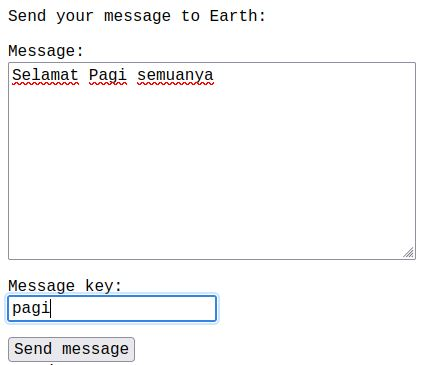 Send your message to Earth:
Message:
Selamat Pagi semuanya
Message key:
pagi
Send message